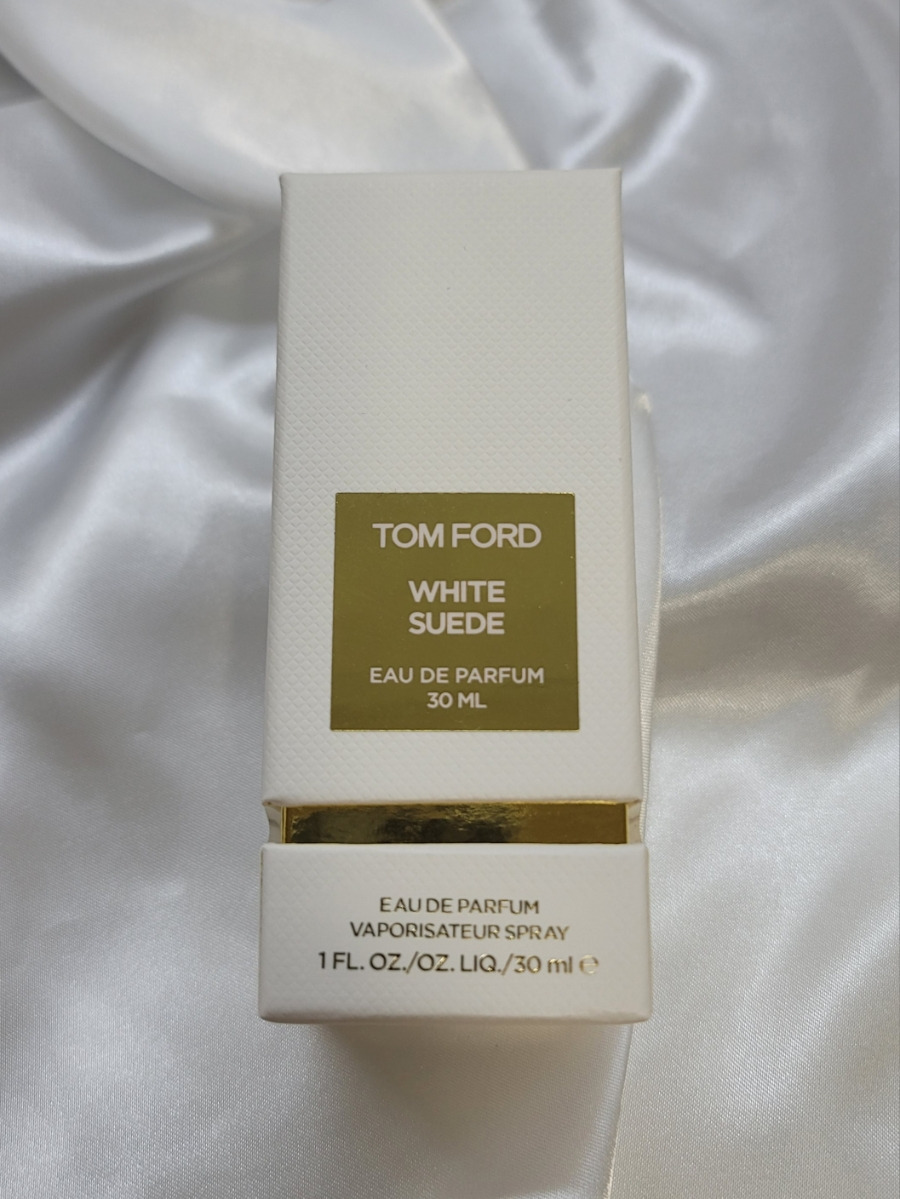 TOM FORD
WHITE
SUEDE
EAU DE PARFUM
30 ML
EAU DE PARFUM
VAPORISATEUR SPRAY
1 FL. OZ./OZ. LIQ./30 ml ℮